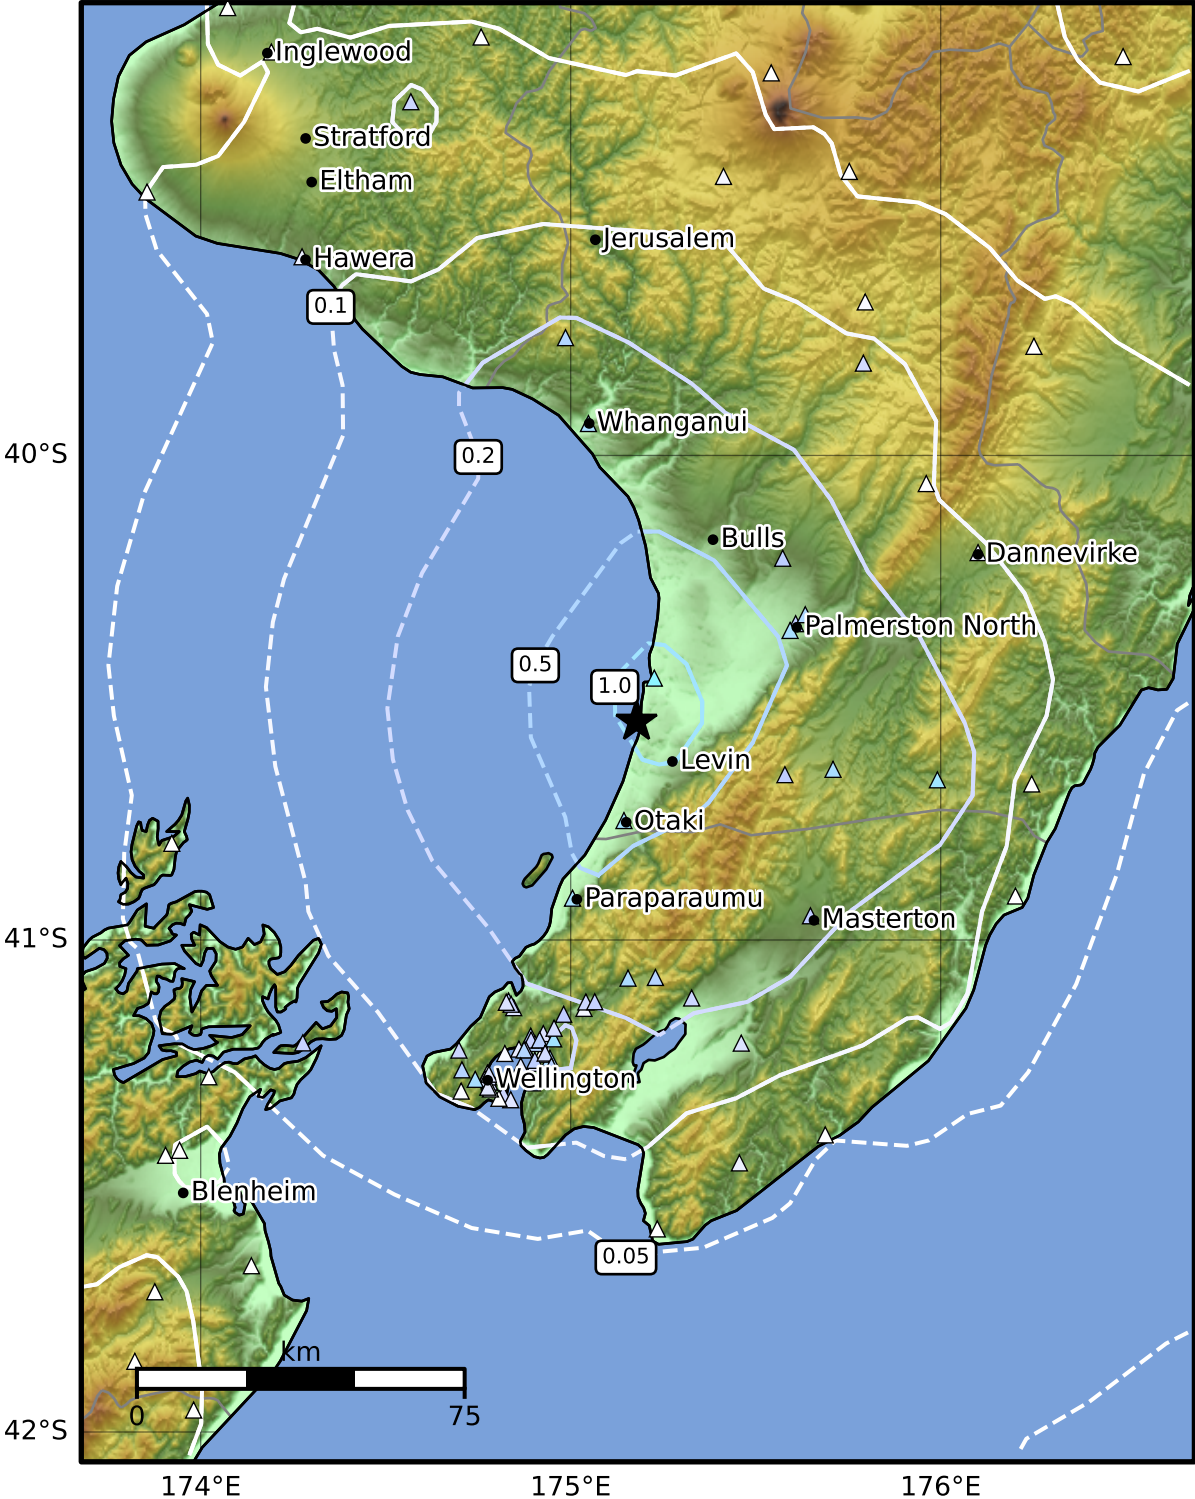 Inglewood
Stratford
Eltham
Jerusalem
Hawera
0.1
Whanganui
40°S
0.2
Bulls
Dannevirke
Palmerston North
0.5
1.0
Levin
Otaki
Paraparaumu
Masterton
41°S
Wellington
Blenheim
0.05
km
0
75
42°S
174°E
175°E
176°E